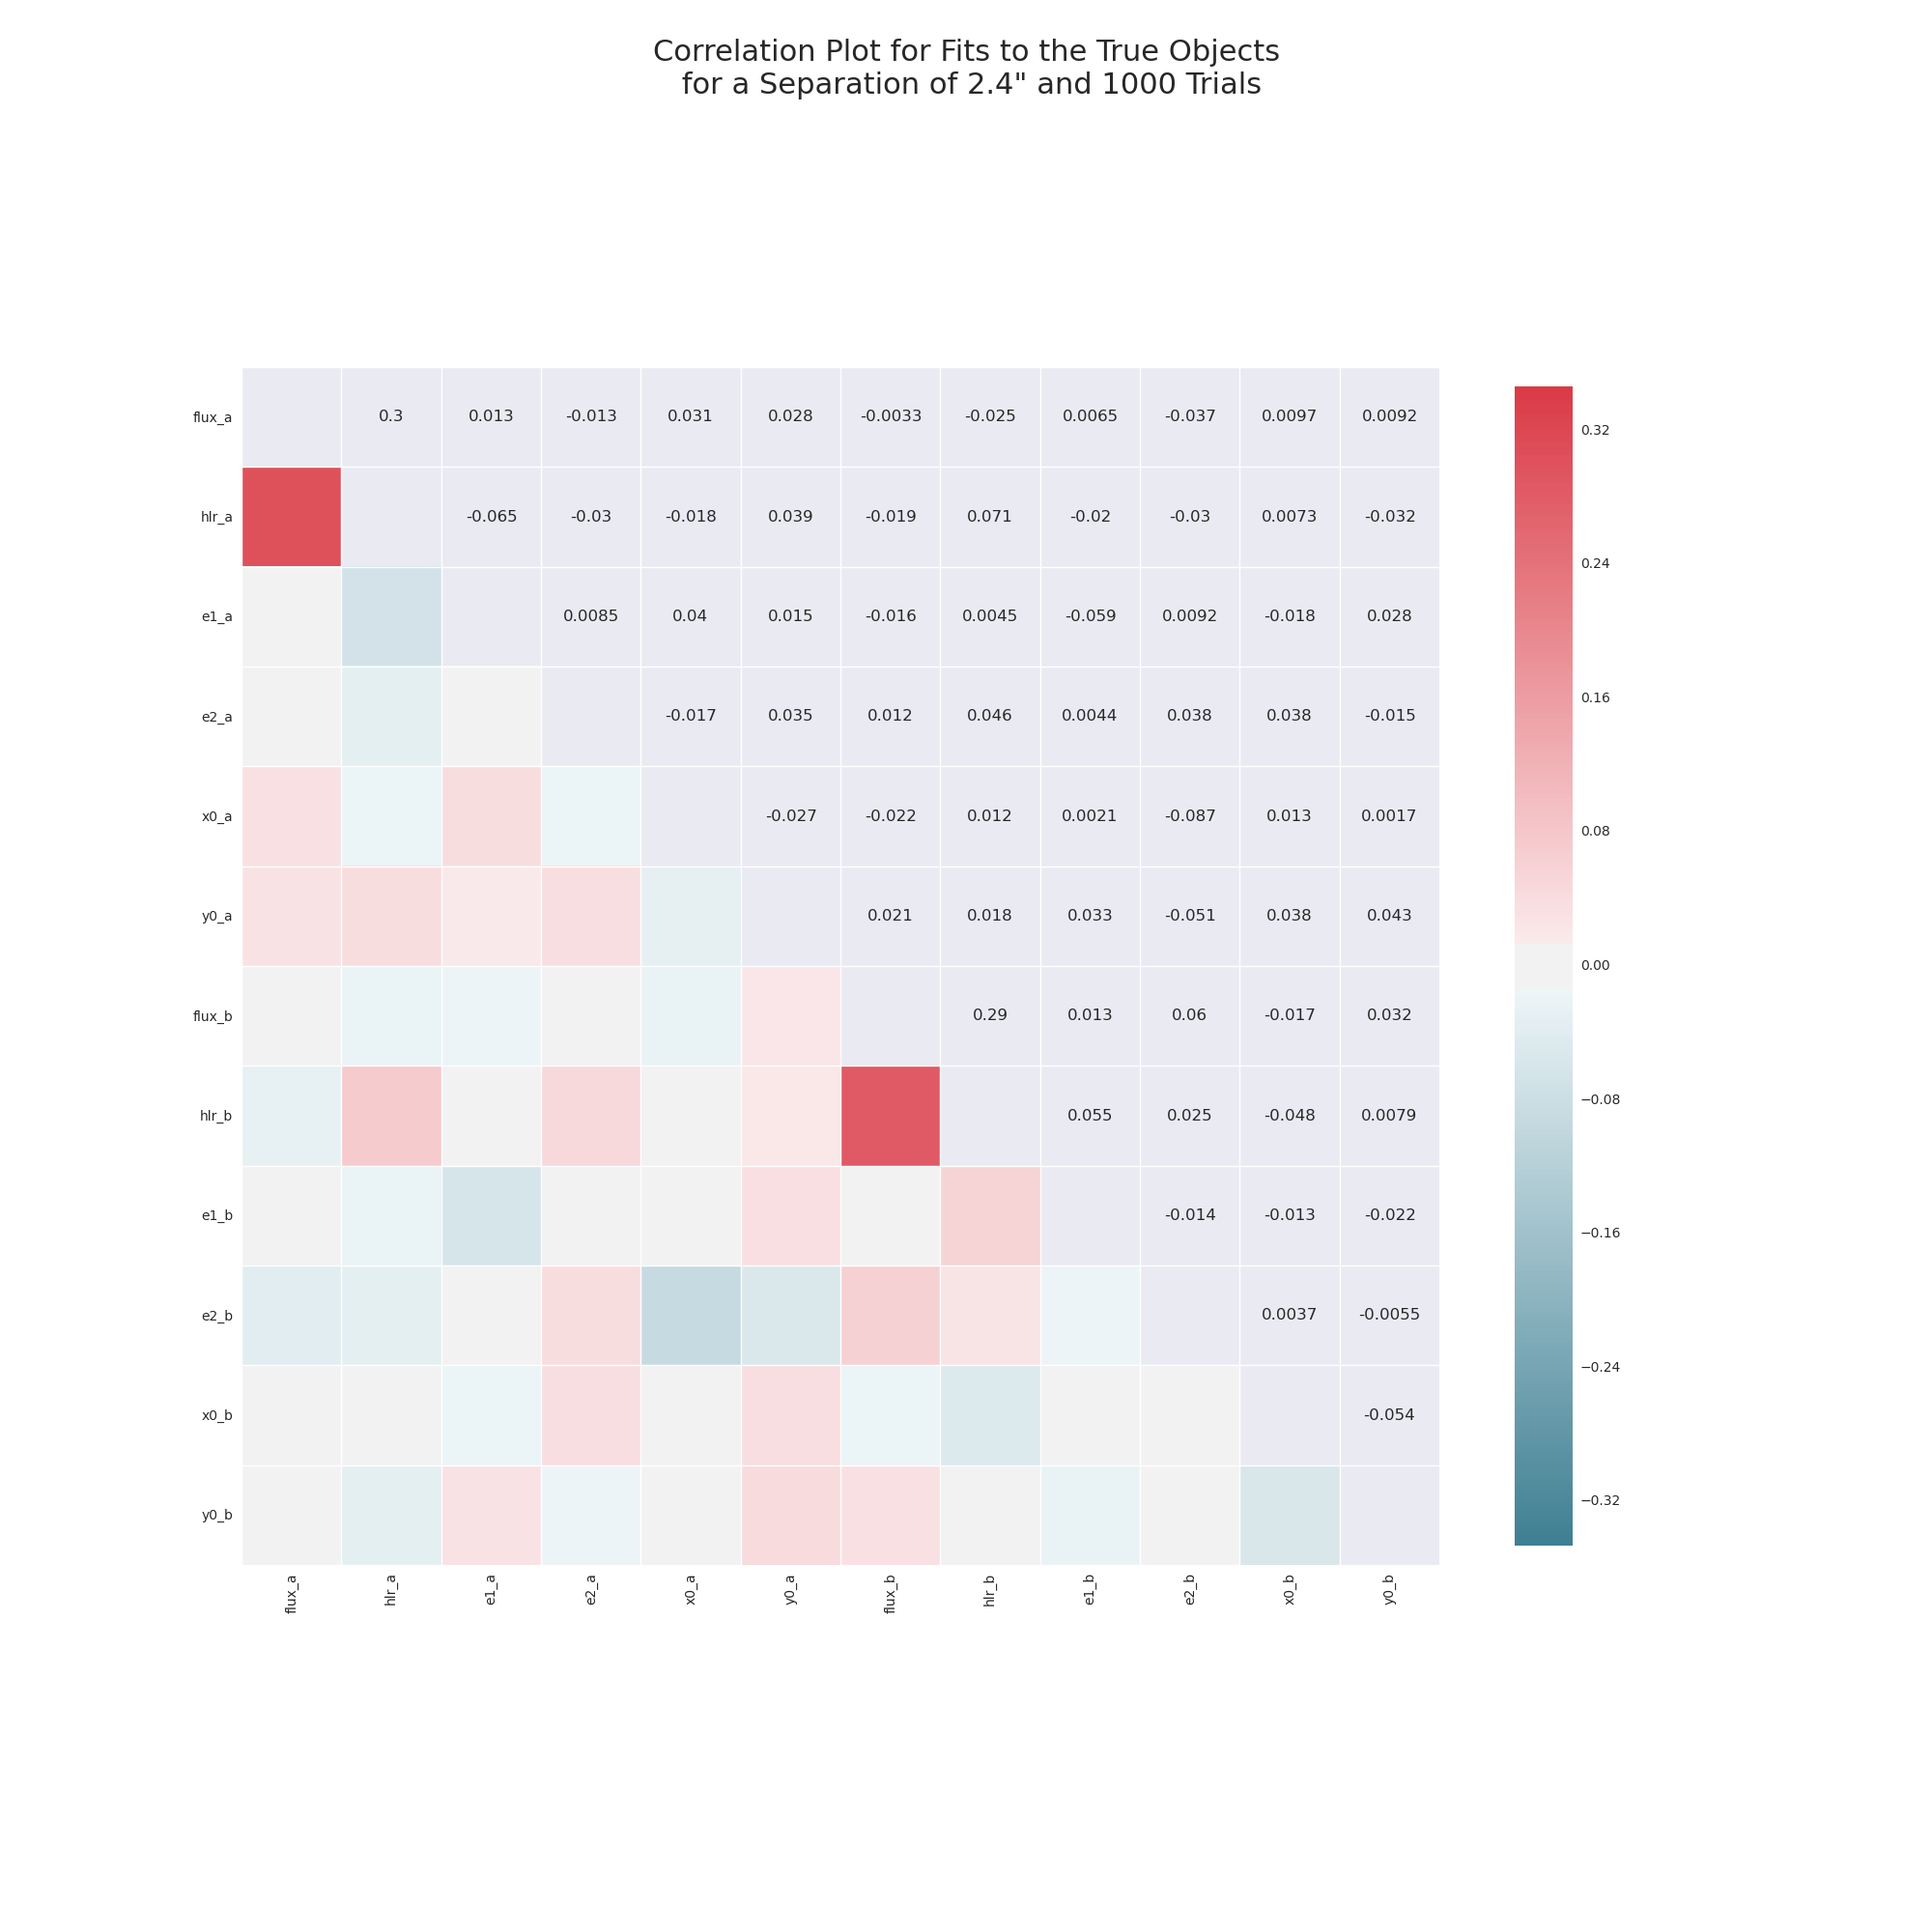 Correlation Plot for Fits to the True Objects
for a Separation of 2.4" and 1000 Trials
flux_a 0.3 0.013 -0.013 0.031 0.028 -0.0033 -0.025 0.0065 -0.037 0.0097 0.0092
hlr_a -0.065 -0.03 -0.018 0.039 -0.019 0.071 -0.02 -0.03 0.0073 -0.032
e1_a 0.0085 0.04 0.015 -0.016 0.0045 -0.059 0.0092 -0.018 0.028
e2_a -0.017 0.035 0.012 0.046 0.0044 0.038 0.038 -0.015
x0_a -0.027 -0.022 0.012 0.0021 -0.087 0.013 0.0017
y0_a 0.021 0.018 0.033 -0.051 0.038 0.043
flux_b 0.29 0.013 0.06 -0.017 0.032
hlr_b 0.055 0.025 -0.048 0.0079
e1_b -0.014 -0.013 -0.022
e2_b 0.0037 -0.0055
x0_b -0.054
y0_b
flux_a hlr_a e1_a e2_a x0_a y0_a flux_b hlr_b e1_b e2_b x0_b y0_b
0.32
0.24
0.16
0.08
0.00
−0.08
−0.16
−0.24
−0.32